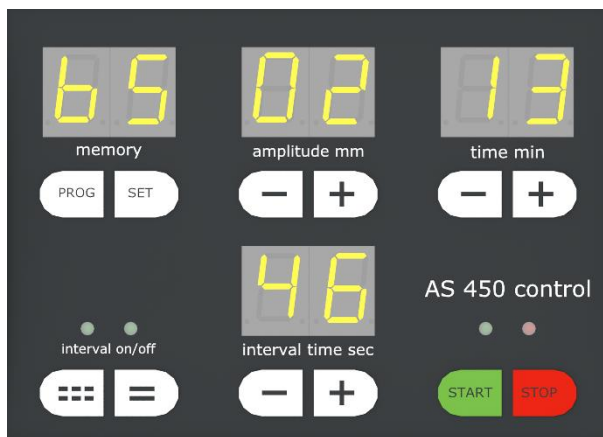 b5 02 13
memory amplitude mm time min
PROG SET − + − +
46
AS 450 control
interval on/off interval time sec
− + START STOP